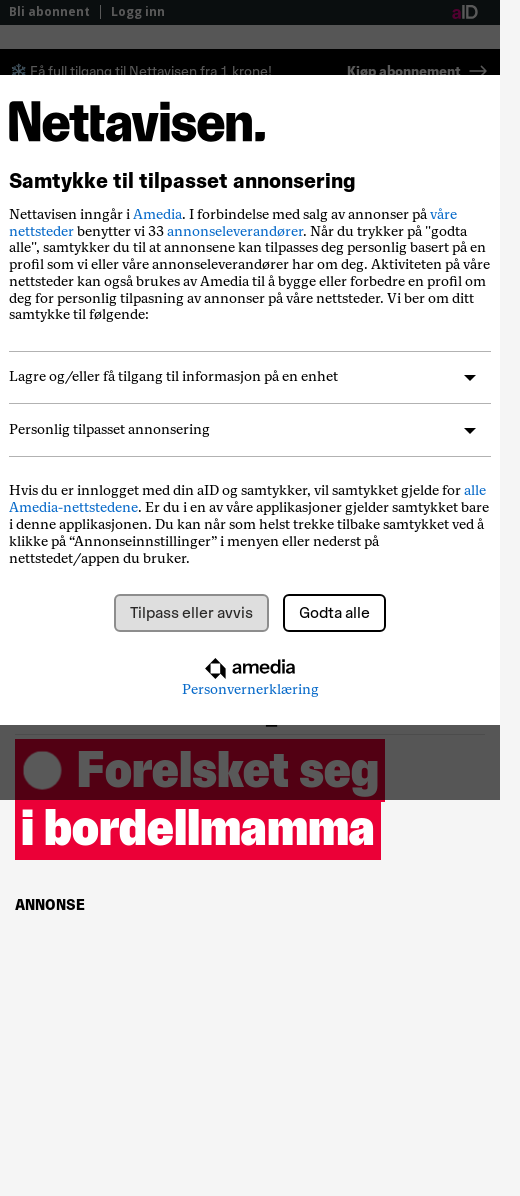 Bli abonnent
Logg inn
aID
Få full tilgang til Nettavisen fra 1 krone!
Kjøp abonnement
Nettavisen.
Samtykke til tilpasset annonsering
Nettavisen inngår i Amedia. I forbindelse med salg av annonser på våre
nettsteder benytter vi 33 annonseleverandører. Når du trykker på "godta
alle", samtykker du til at annonsene kan tilpasses deg personlig basert på en
profil som vi eller våre annonseleverandører har om deg. Aktiviteten på våre
nettsteder kan også brukes av Amedia til å bygge eller forbedre en profil om
deg for personlig tilpasning av annonser på våre nettsteder. Vi ber om ditt
samtykke til følgende:
Lagre og/eller få tilgang til informasjon på en enhet
Personlig tilpasset annonsering
Hvis du er innlogget med din aID og samtykker, vil samtykket gjelde for alle
Amedia-nettstedene. Er du i en av våre applikasjoner gjelder samtykket bare
i denne applikasjonen. Du kan når som helst trekke tilbake samtykket ved å
klikke på “Annonseinnstillinger” i menyen eller nederst på
nettstedet/appen du bruker.
Tilpass eller avvis
Godta alle
amedia
Personvernerklæring
Forelsket seg
i bordellmamma
ANNONSE